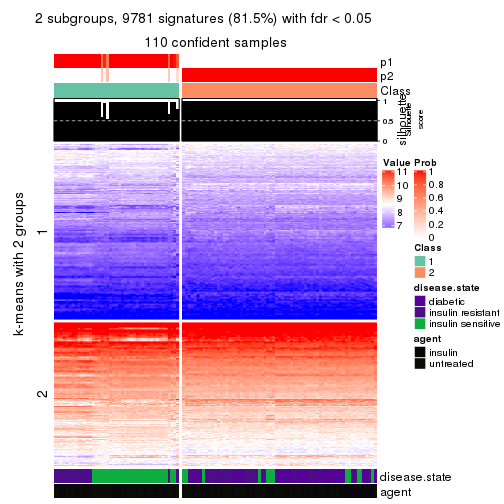 2 subgroups, 9781 signatures (81.5%) with fdr < 0.05
110 confident samples
p1
p2
Class
1
0.5
0
silhouette
Silhouette
score
k-means with 2 groups
1
2
disease.state
agent
Value
11
10
9
8
7
Prob
1
0.8
0.6
0.4
0.2
0
Class
1
2
disease.state
diabetic
insulin resistant
insulin sensitive
agent
insulin
untreated